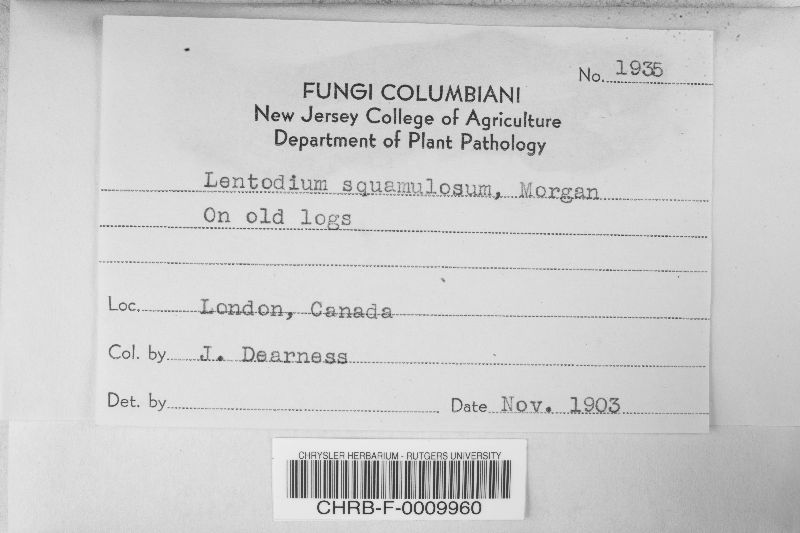 No. 1935
FUNGI COLUMBIANI
New Jersey College of Agriculture
Department of Plant Pathology
Lentodium squamulosum, Morgan
On old logs
Loc. London, Canada
Col. by J. Dearness
Det. by Date Nov. 1903
CHRYSLER HERBARIUM - RUTGERS UNIVERSITY
CHRB-F-0009960